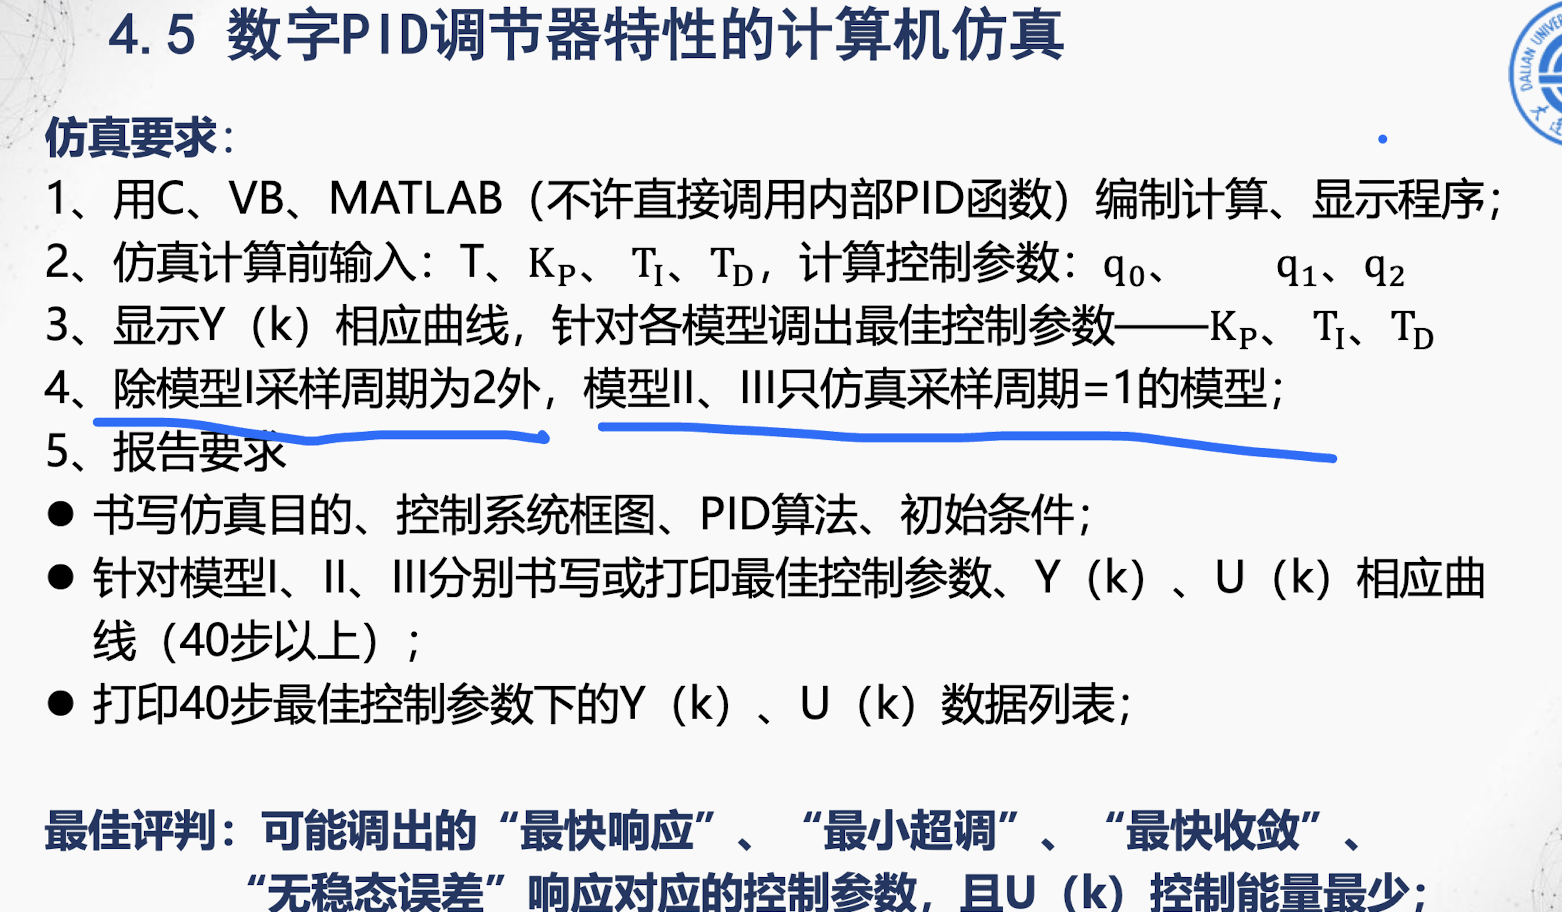 4.5 数字PID调节器特性的计算机仿真
仿真要求：
1、用C、VB、MATLAB（不许直接调用内部PID函数）编制计算、显示程序；
2、仿真计算前输入：T、K_P、 T_I、T_D，计算控制参数：q_0、 q_1、q_2
3、显示Y（k）相应曲线，针对各模型调出最佳控制参数——K_P、 T_I、T_D
4、除模型I采样周期为2外，模型II、III只仿真采样周期=1的模型；
5、报告要求
● 书写仿真目的、控制系统框图、PID算法、初始条件；
● 针对模型I、II、III分别书写或打印最佳控制参数、Y（k）、U（k）相应曲
线（40步以上）；
● 打印40步最佳控制参数下的Y（k）、U（k）数据列表；
最佳评判：可能调出的“最快响应”、“最小超调”、“最快收敛”、
“无稳态误差”响应对应的控制参数，且U（k）控制能量最少；
DALIAN UNIVER
大